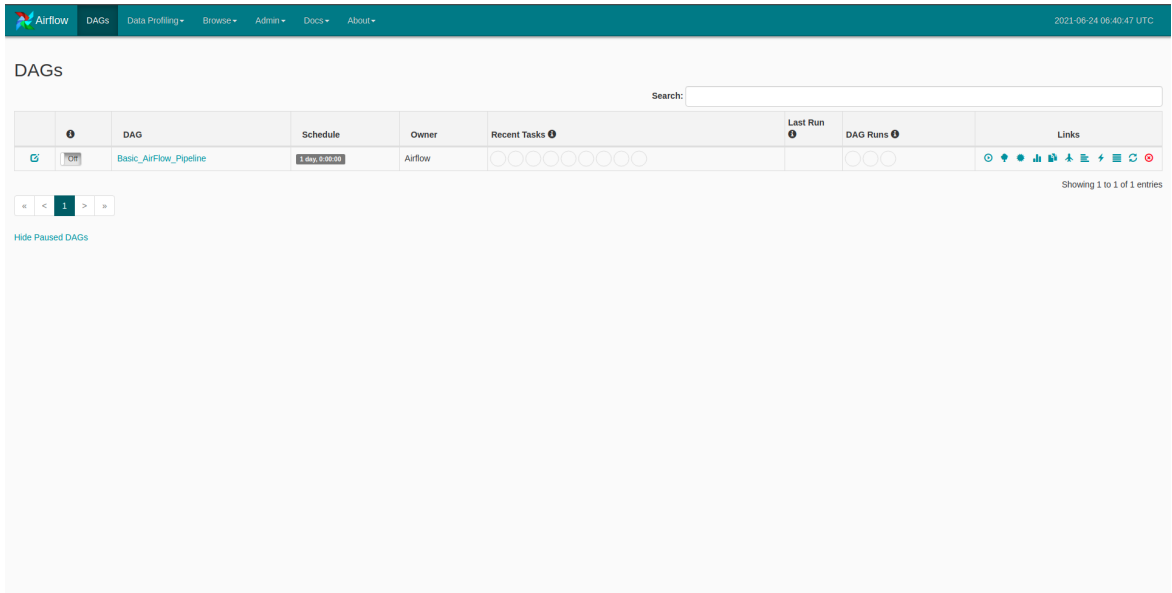 Airflow DAGs Data Profiling Browse Admin Docs About 2021-06-24 06:40:47 UTC
DAGs
Search:
DAG Schedule Owner Recent Tasks Last Run DAG Runs Links
Off Basic_AirFlow_Pipeline 1 day, 0:00:00 Airflow
Showing 1 to 1 of 1 entries
« < 1 > »
Hide Paused DAGs